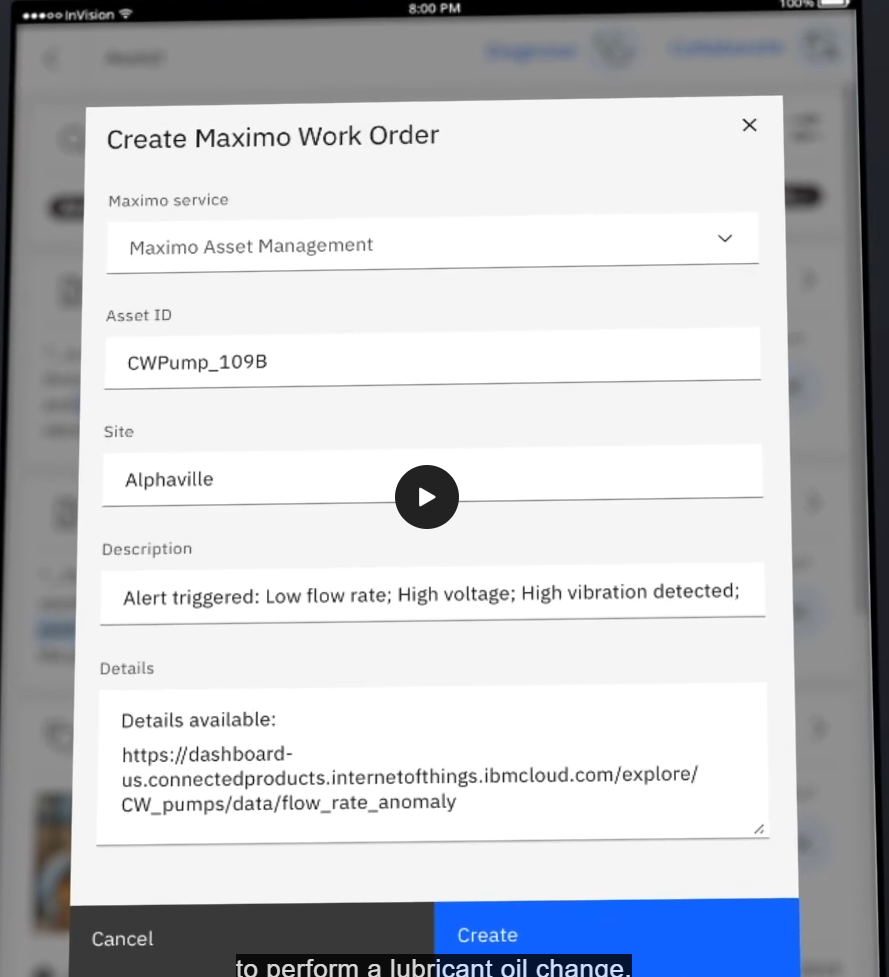 InVision
8:00 PM
100%
Create Maximo Work Order
Maximo service
Maximo Asset Management
Asset ID
CWPump_109B
Site
Alphaville
Description
Alert triggered: Low flow rate; High voltage; High vibration detected;
Details
Details available:
https://dashboard-
us.connectedproducts.internetofthings.ibmcloud.com/explore/
CW_pumps/data/flow_rate_anomaly
Cancel
Create
to perform a lubricant oil change.